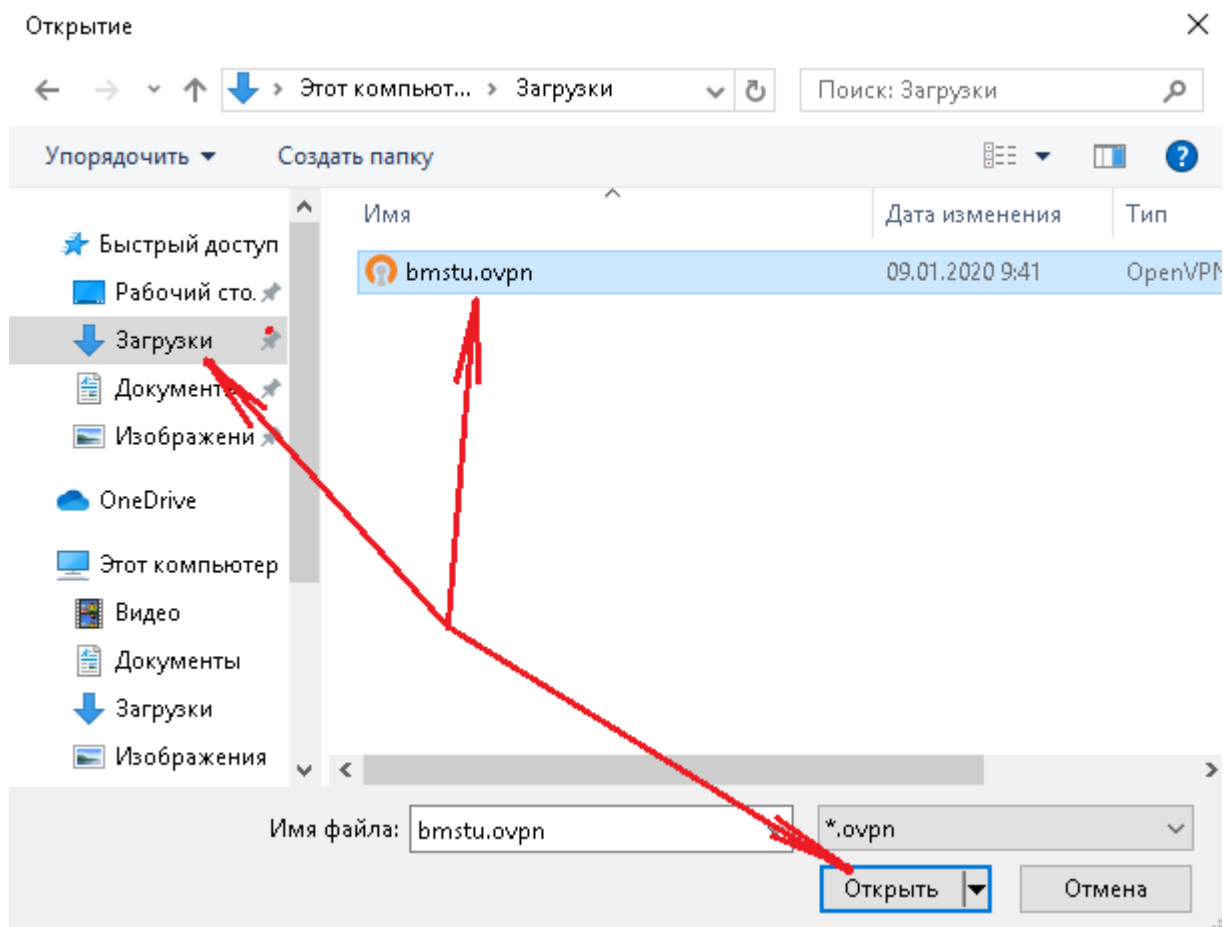 Открытие
Этот компьют... › Загрузки
Поиск: Загрузки
Упорядочить
Создать папку
Имя
Дата изменения
Тип
Быстрый доступ
Рабочий сто.
Загрузки
Документы
Изображени
OneDrive
Этот компьютер
Видео
Документы
Загрузки
Изображения
bmstu.ovpn
09.01.2020 9:41
OpenVPN
Имя файла:
bmstu.ovpn
*.ovpn
Открыть
Отмена